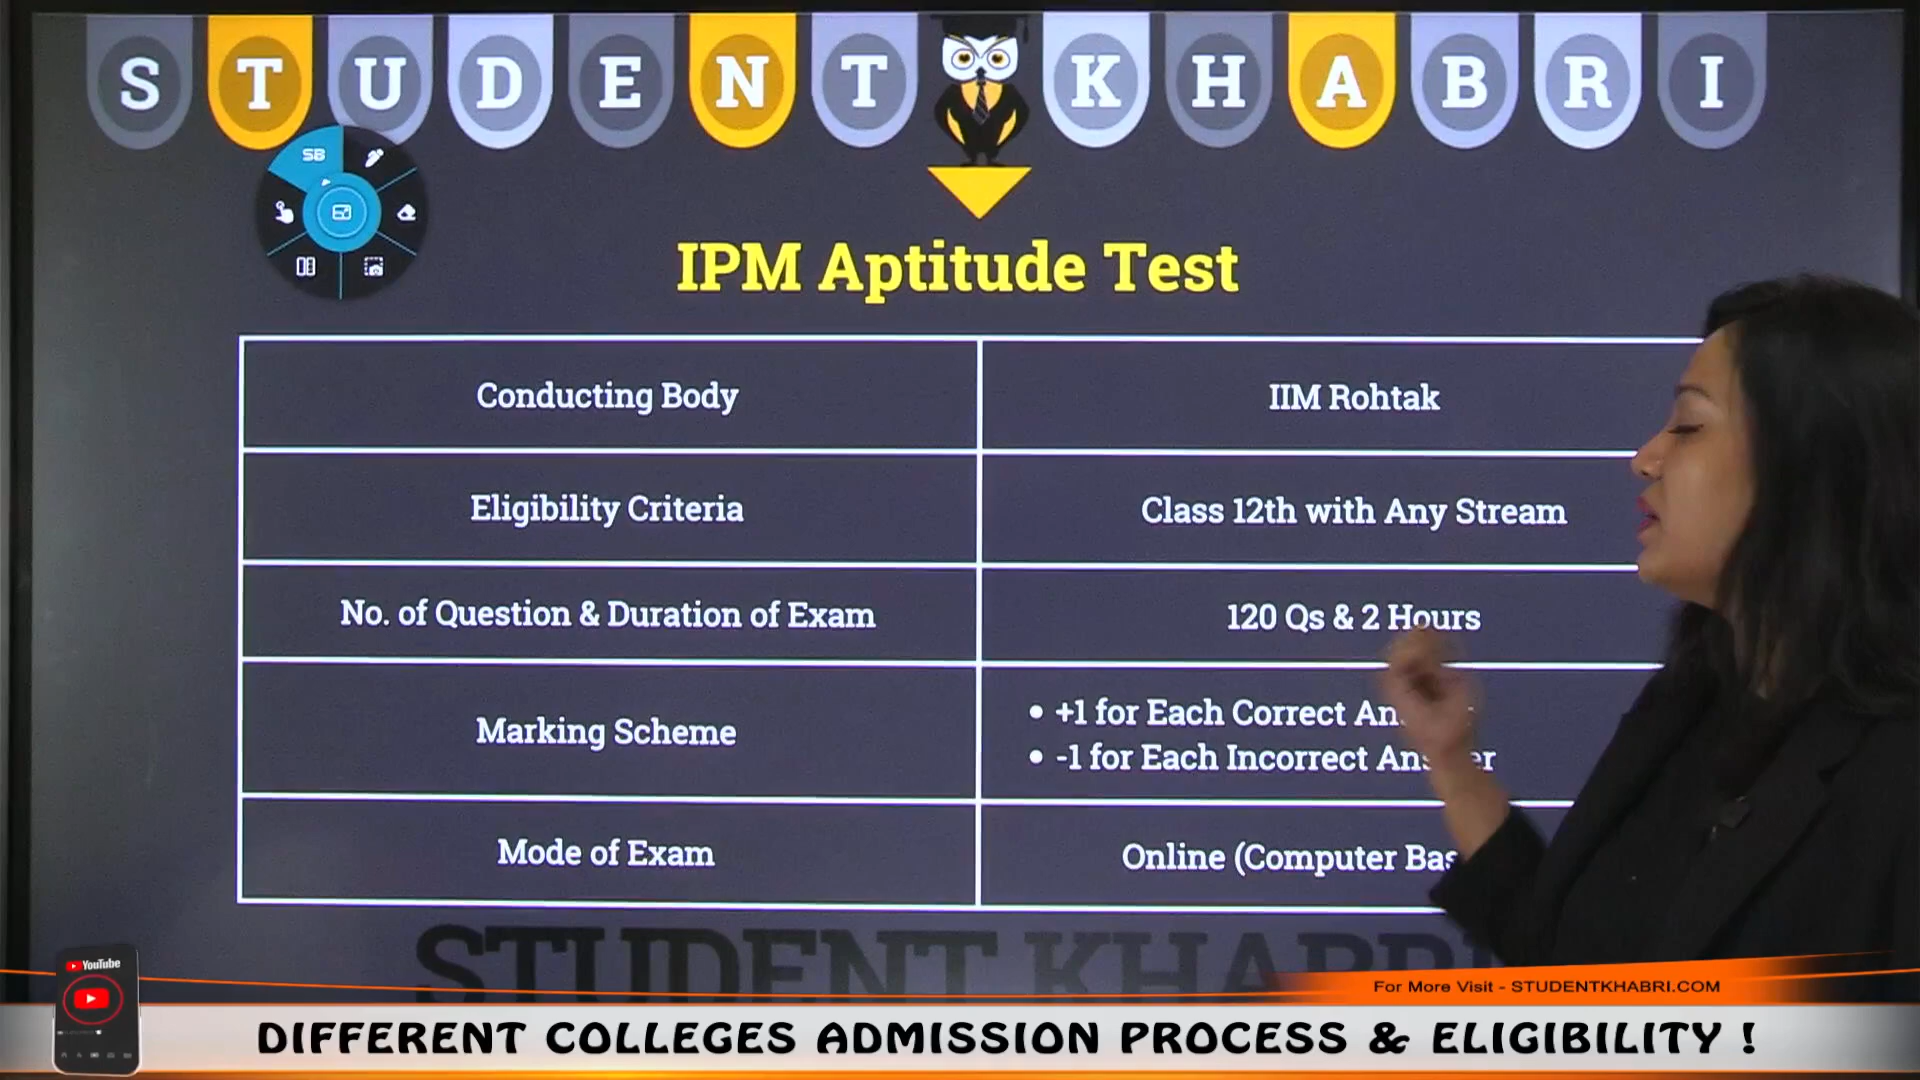 STUDENT KHABRI
SB
IPM Aptitude Test
Conducting Body
IIM Rohtak
Eligibility Criteria
Class 12th with Any Stream
No. of Question & Duration of Exam
120 Qs & 2 Hours
Marking Scheme
• +1 for Each Correct
• -1 for Each Incorrect
Mode of Exam
Online (Computer
STUDENT KHABRI
YouTube
For More Visit - STUDENTKHABRI.COM
DIFFERENT COLLEGES ADMISSION PROCESS & ELIGIBILITY !